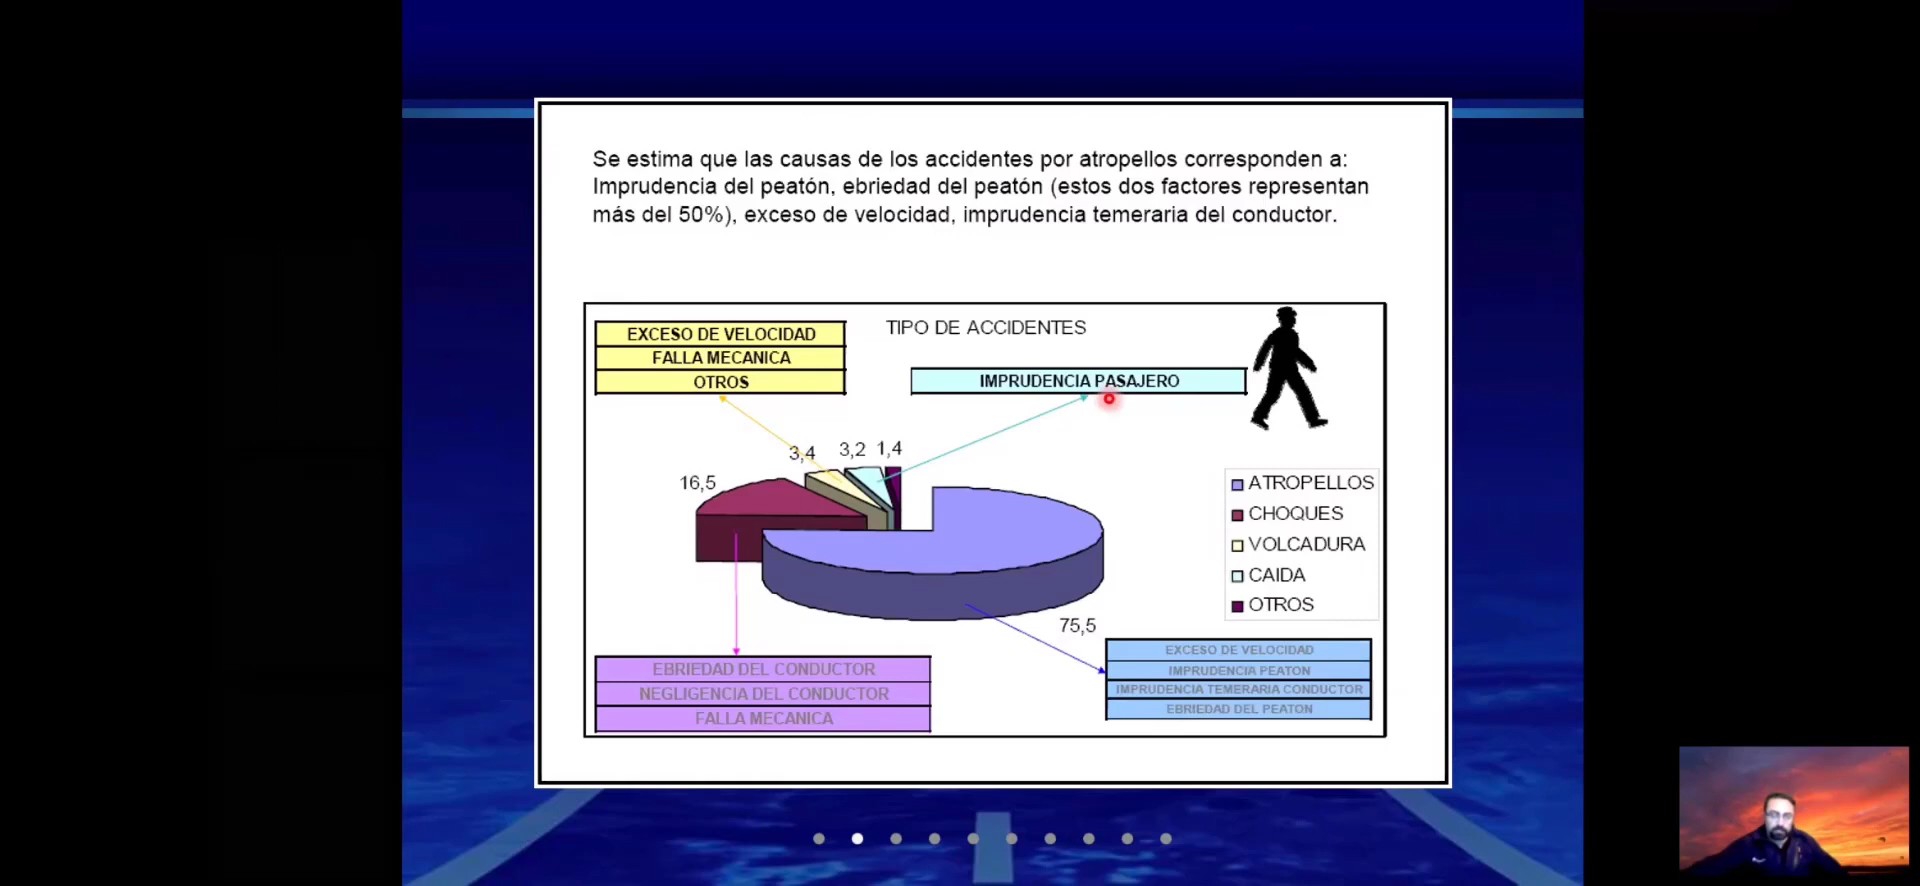 Se estima que las causas de los accidentes por atropellos corresponden a:
Imprudencia del peatón, ebriedad del peatón (estos dos factores representan
más del 50%), exceso de velocidad, imprudencia temeraria del conductor.
TIPO DE ACCIDENTES
EXCESO DE VELOCIDAD
FALLA MECANICA
OTROS
IMPRUDENCIA PASAJERO
3,4
3,2
1,4
16,5
75,5
ATROPELLOS
CHOQUES
VOLCADURA
CAIDA
OTROS
EBRIEDAD DEL CONDUCTOR
NEGLIGENCIA DEL CONDUCTOR
FALLA MECANICA
EXCESO DE VELOCIDAD
IMPRUDENCIA PEATON
IMPRUDENCIA TEMERARIA CONDUCTOR
EBRIEDAD DEL PEATON